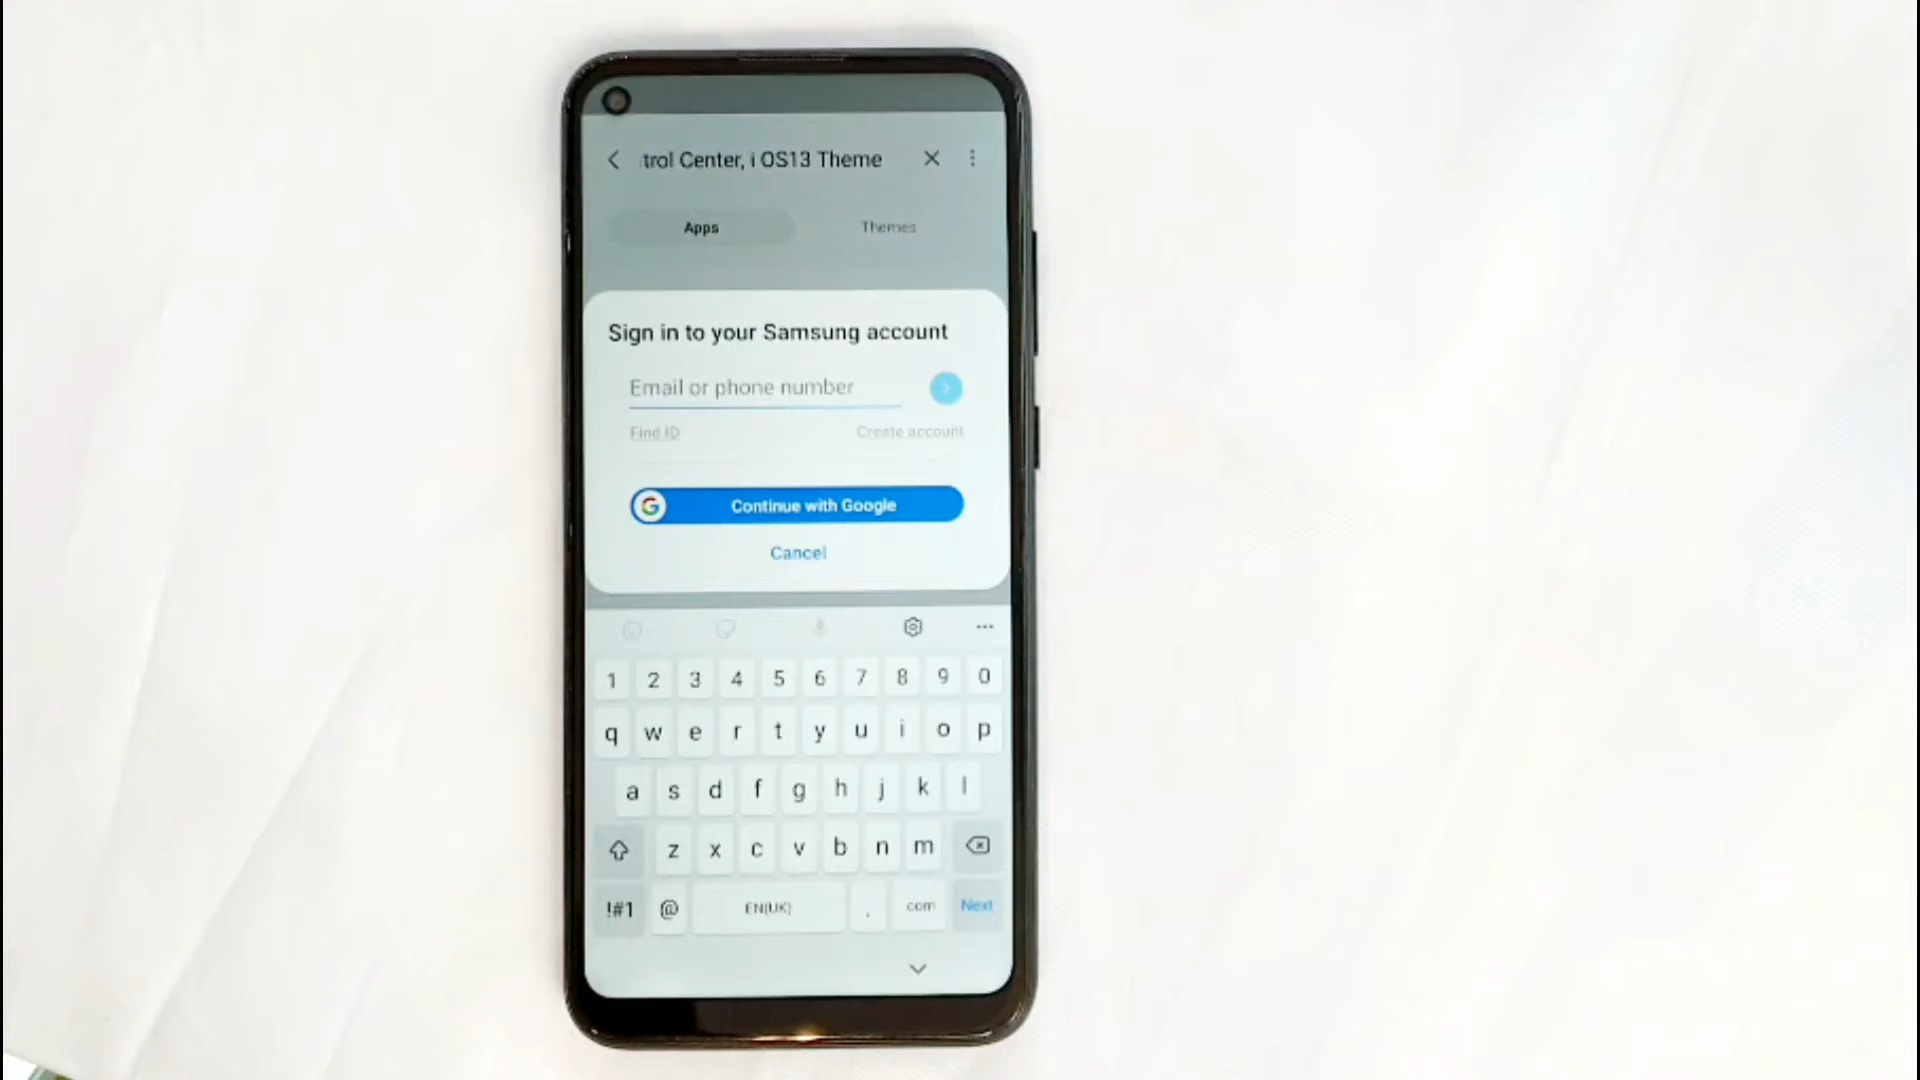 trol Center, i OS13 Theme
Apps Themes
Sign in to your Samsung account
Email or phone number
Find ID Create account
G Continue with Google
Cancel
1 2 3 4 5 6 7 8 9 0
q w e r t y u i o p
a s d f g h j k l
z x c v b n m
!#1 @ EN(UK) . com Next